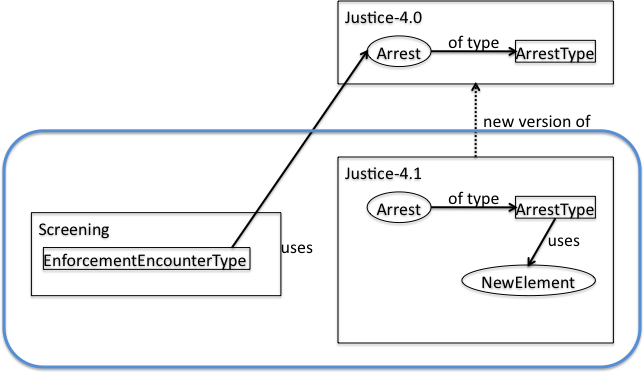 Justice-4.0
Arrest
of type
ArrestType
new version of
Justice-4.1
Arrest
of type
ArrestType
uses
NewElement
Screening
EnforcementEncounterType
uses